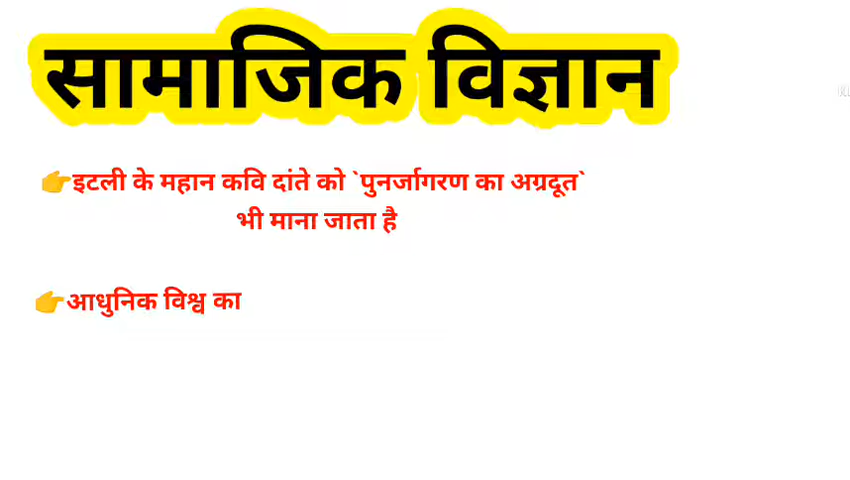 सामाजिक विज्ञान
👉इटली के महान कवि दांते को `पुनर्जागरण का अग्रदूत`
भी माना जाता है
👉आधुनिक विश्व का